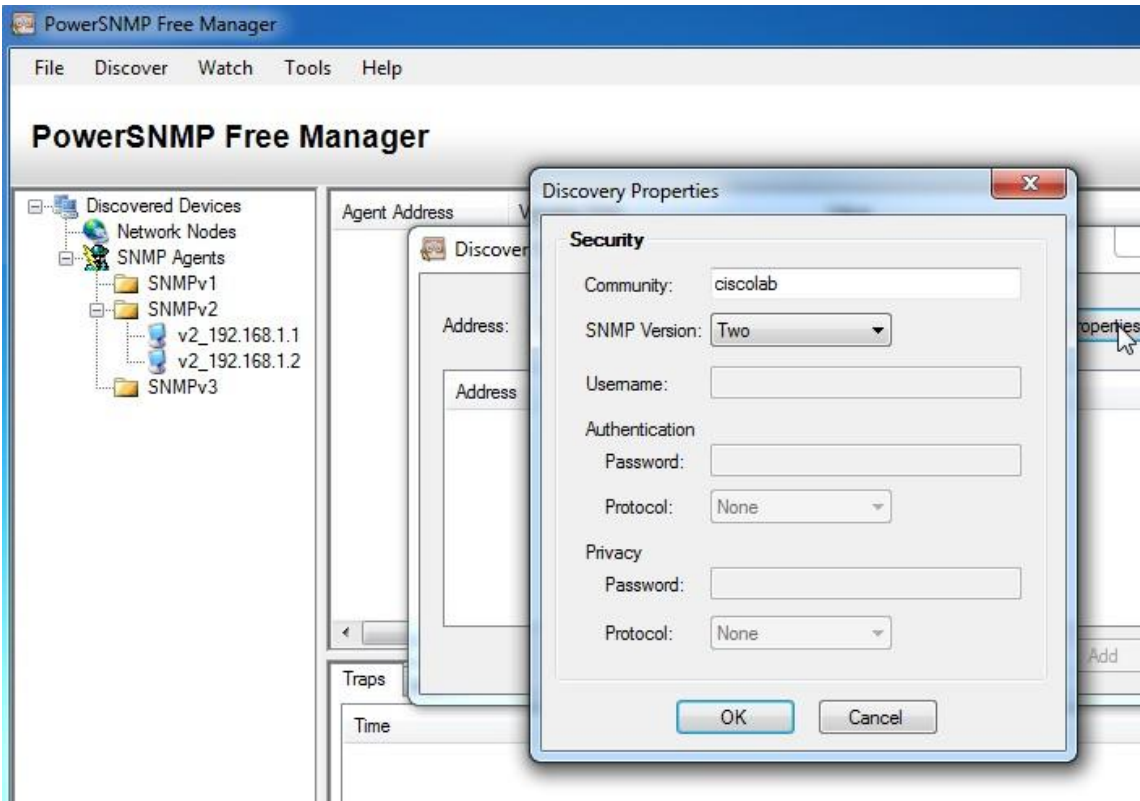 PowerSNMP Free Manager
File Discover Watch Tools Help
PowerSNMP Free Manager
Discovered Devices
Network Nodes
SNMP Agents
SNMPv1
SNMPv2
v2_192.168.1.1
v2_192.168.1.2
SNMPv3
Agent Address
Discover
Address:
Address
Add
Traps
Time
Discovery Properties
Security
Community: ciscolab
SNMP Version: Two
Username:
Authentication
Password:
Protocol: None
Privacy
Password:
Protocol: None
OK Cancel